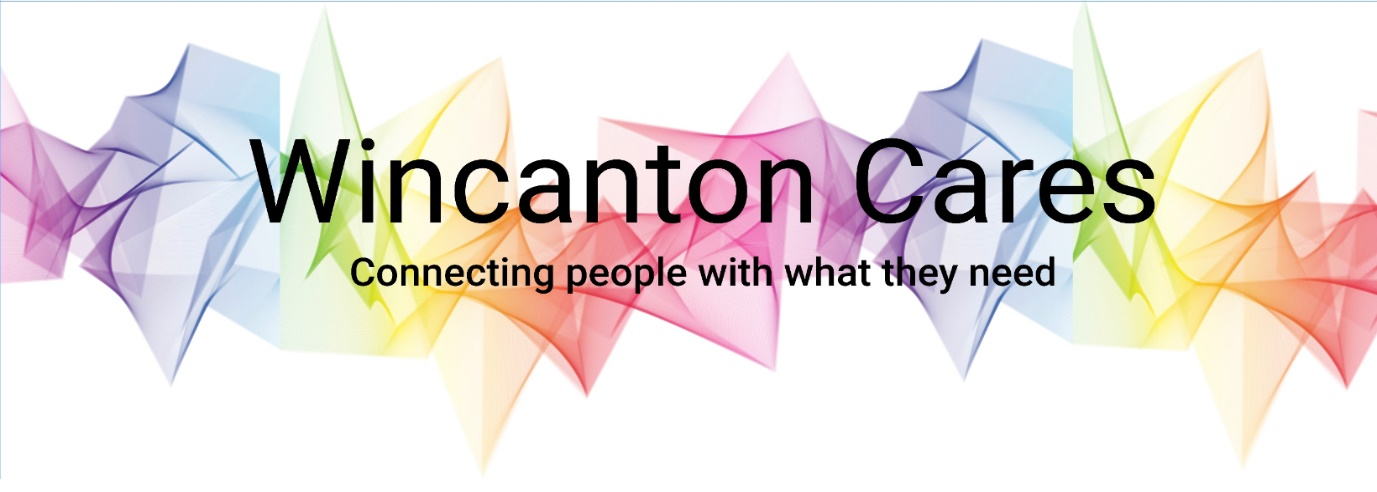 Wincanton Cares
Connecting people with what they need